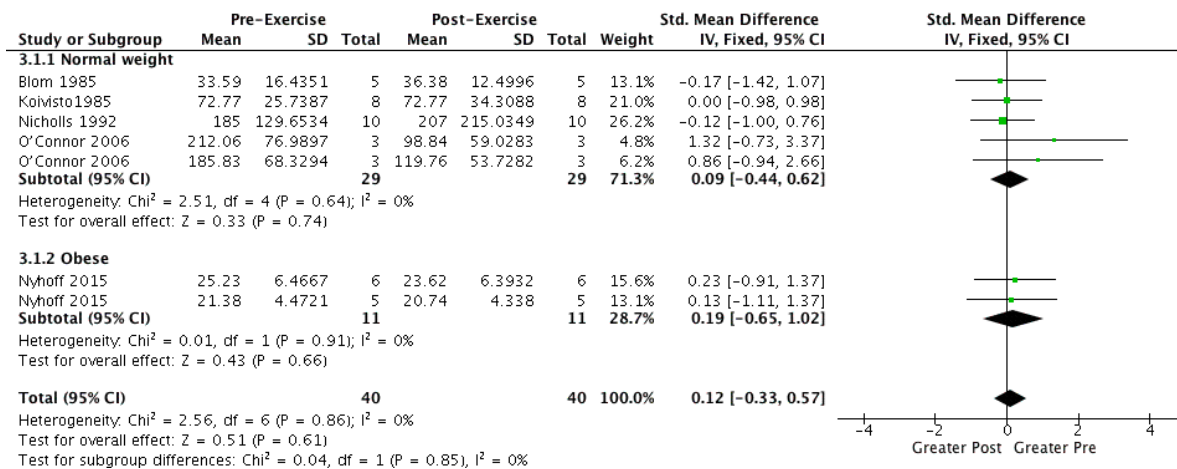 Pre-Exercise Post-Exercise Std. Mean Difference Std. Mean Difference
Study or Subgroup Mean SD Total Mean SD Total Weight IV, Fixed, 95% CI IV, Fixed, 95% CI
3.1.1 Normal weight
Blom 1985 33.59 16.4351 5 36.38 12.4996 5 13.1% -0.17 [-1.42, 1.07]
Koivisto1985 72.77 25.7387 8 72.77 34.3088 8 21.0% 0.00 [-0.98, 0.98]
Nicholls 1992 185 129.6534 10 207 215.0349 10 26.2% -0.12 [-1.00, 0.76]
O'Connor 2006 212.06 76.9897 3 98.84 59.0283 3 4.8% 1.32 [-0.73, 3.37]
O'Connor 2006 185.83 68.3294 3 119.76 53.7282 3 6.2% 0.86 [-0.94, 2.66]
Subtotal (95% CI) 29 29 71.3% 0.09 [-0.44, 0.62]
Heterogeneity: Chi² = 2.51, df = 4 (P = 0.64); I² = 0%
Test for overall effect: Z = 0.33 (P = 0.74)
3.1.2 Obese
Nyhoff 2015 25.23 6.4667 6 23.62 6.3932 6 15.6% 0.23 [-0.91, 1.37]
Nyhoff 2015 21.38 4.4721 5 20.74 4.338 5 13.1% 0.13 [-1.11, 1.37]
Subtotal (95% CI) 11 11 28.7% 0.19 [-0.65, 1.02]
Heterogeneity: Chi² = 0.01, df = 1 (P = 0.91); I² = 0%
Test for overall effect: Z = 0.43 (P = 0.66)
Total (95% CI) 40 40 100.0% 0.12 [-0.33, 0.57]
Heterogeneity: Chi² = 2.56, df = 6 (P = 0.86); I² = 0%
Test for overall effect: Z = 0.51 (P = 0.61)
Test for subgroup differences: Chi² = 0.04, df = 1 (P = 0.85), I² = 0%
-4 -2 0 2 4
Greater Post Greater Pre